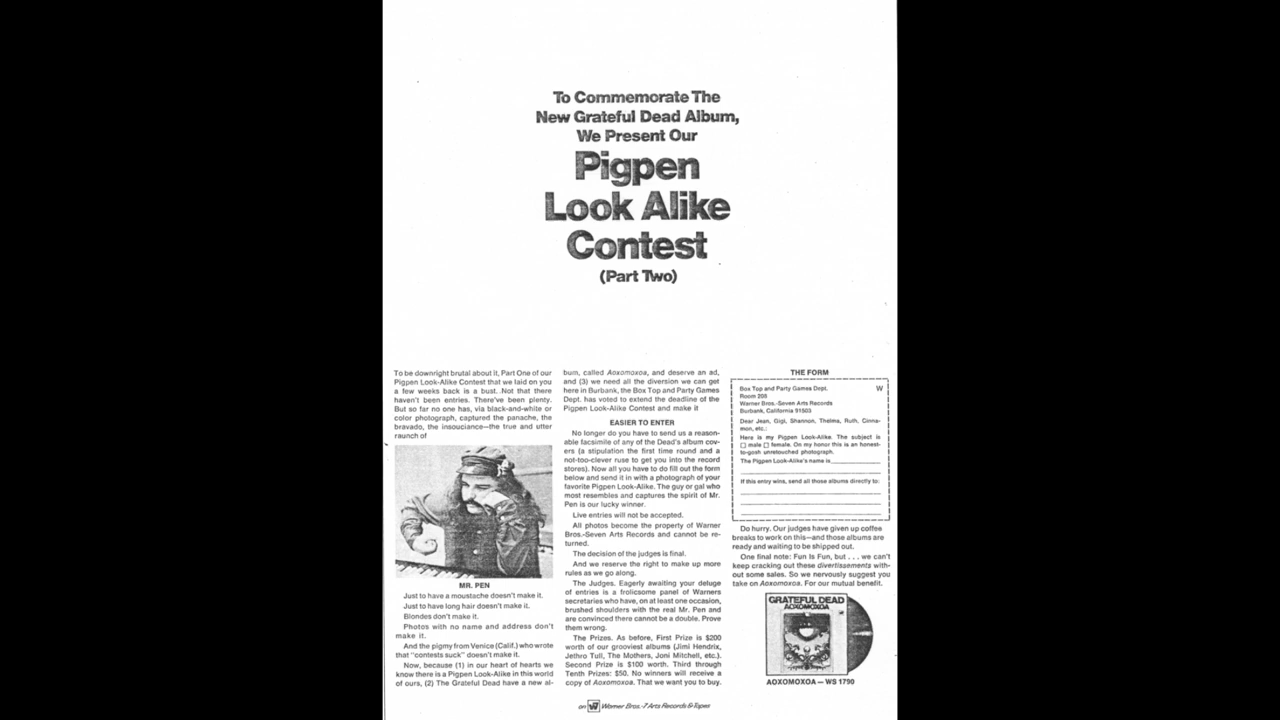 To Commemorate The
New Grateful Dead Album,
We Present Our
Pigpen
Look Alike
Contest
(Part Two)
To be downright brutal about it, Part One of our
Pigpen Look-Alike Contest that we laid on you
a few weeks back is a bust. Not that there
haven't been entries. There've been plenty.
But so far no one has, via black-and-white or
color photograph, captured the panache, the
bravado, the insouciance—the true and utter
raunch of
MR. PEN
Just to have a moustache doesn't make it.
Just to have long hair doesn't make it.
Blondes don't make it.
Photos with no name and address don't
make it.
And the pigmy from Venice (Calif.) who wrote
that "contests suck" doesn't make it.
Now, because (1) in our heart of hearts we
know there is a Pigpen Look-Alike in this world
of ours, (2) The Grateful Dead have a new al-
bum, called Aoxomoxoa, and deserve an ad,
and (3) we need all the diversion we can get
here in Burbank, the Box Top and Party Games
Dept. has voted to extend the deadline of the
Pigpen Look-Alike Contest and make it
EASIER TO ENTER
No longer do you have to send us a reason-
able facsimile of any of the Dead's album cov-
ers (a stipulation the first time round and a
not-too-clever ruse to get you into the record
stores). Now all you have to do fill out the form
below and send it in with a photograph of your
favorite Pigpen Look-Alike. The guy or gal who
most resembles and captures the spirit of Mr.
Pen is our lucky winner.
Live entries will not be accepted.
All photos become the property of Warner
Bros.-Seven Arts Records and cannot be re-
turned.
The decision of the judges is final.
And we reserve the right to make up more
rules as we go along.
The Judges. Eagerly awaiting your deluge
of entries is a frolicsome panel of Warners
secretaries who have, on at least one occasion,
brushed shoulders with the real Mr. Pen and
are convinced there cannot be a double. Prove
them wrong.
The Prizes. As before, First Prize is $200
worth of our grooviest albums (Jimi Hendrix,
Jethro Tull, The Mothers, Joni Mitchell, etc.).
Second Prize is $100 worth. Third through
Tenth Prizes: $50. No winners will receive a
copy of Aoxomoxoa. That we want you to buy.
THE FORM
Box Top and Party Games Dept. W
Room 208
Warner Bros.-Seven Arts Records
Burbank, California 91503
Dear Jean, Gigi, Shannon, Thelma, Ruth, Cinna-
mon, etc.:
Here is my Pigpen Look-Alike. The subject is
□ male □ female. On my honor this is an honest-
to-gosh unretouched photograph.
The Pigpen Look-Alike's name is
If this entry wins, send all those albums directly to:
Do hurry. Our judges have given up coffee
breaks to work on this—and those albums are
ready and waiting to be shipped out.
One final note: Fun Is Fun, but . . . we can't
keep cracking out these divertissements with-
out some sales. So we nervously suggest you
take on Aoxomoxoa. For our mutual benefit.
GRATEFUL DEAD
AOXOMOXOA
AOXOMOXOA — WS 1790
on W7 Warner Bros.-7 Arts Records & Tapes